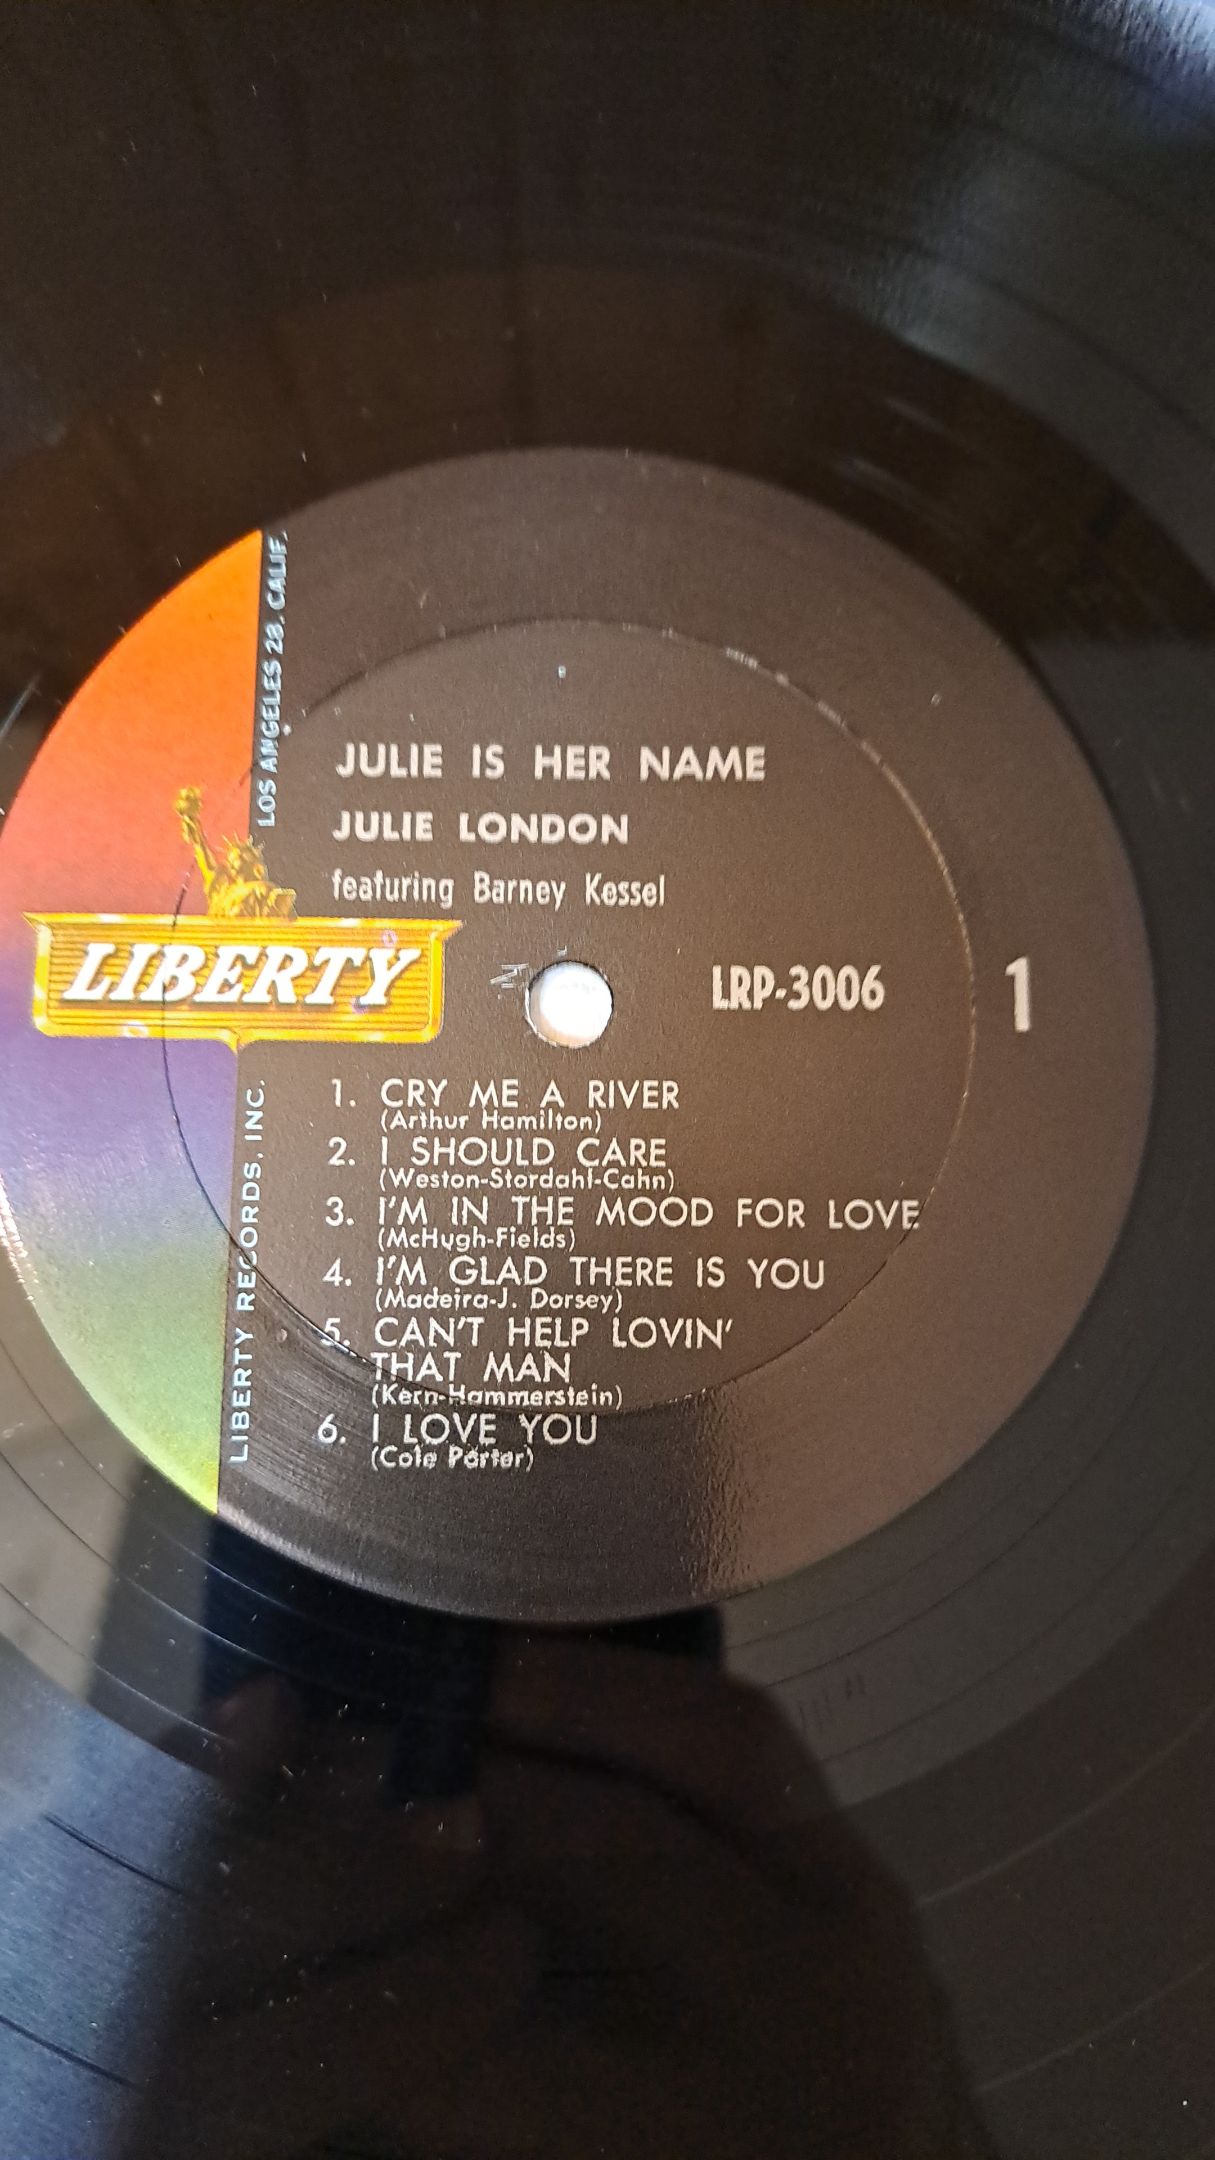 LOS ANGELES 28, CALIF.
JULIE IS HER NAME
JULIE LONDON
featuring Barney Kessel
LIBERTY
LRP-3006
1
LIBERTY RECORDS, INC.
1. CRY ME A RIVER
(Arthur Hamilton)
2. I SHOULD CARE
(Weston-Stordahl-Cahn)
3. I'M IN THE MOOD FOR LOVE
(McHugh-Fields)
4. I'M GLAD THERE IS YOU
(Madeira-J. Dorsey)
5. CAN'T HELP LOVIN'
THAT MAN
(Kern-Hammerstein)
6. I LOVE YOU
(Cole Porter)